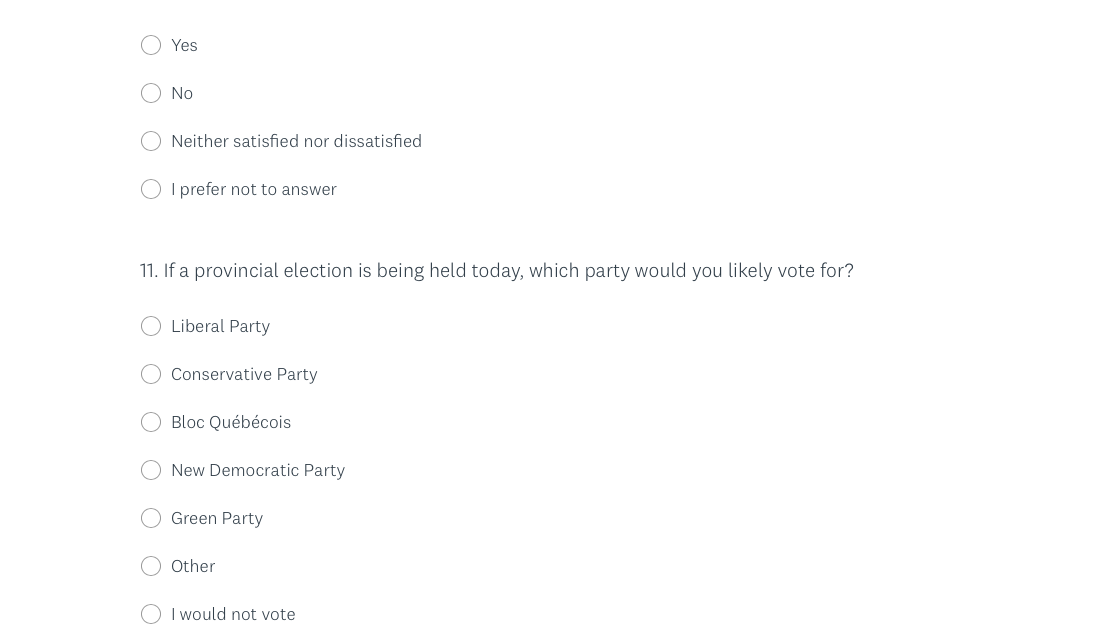 Yes
No
Neither satisfied nor dissatisfied
I prefer not to answer
11. If a provincial election is being held today, which party would you likely vote for?
Liberal Party
Conservative Party
Bloc Québécois
New Democratic Party
Green Party
Other
I would not vote